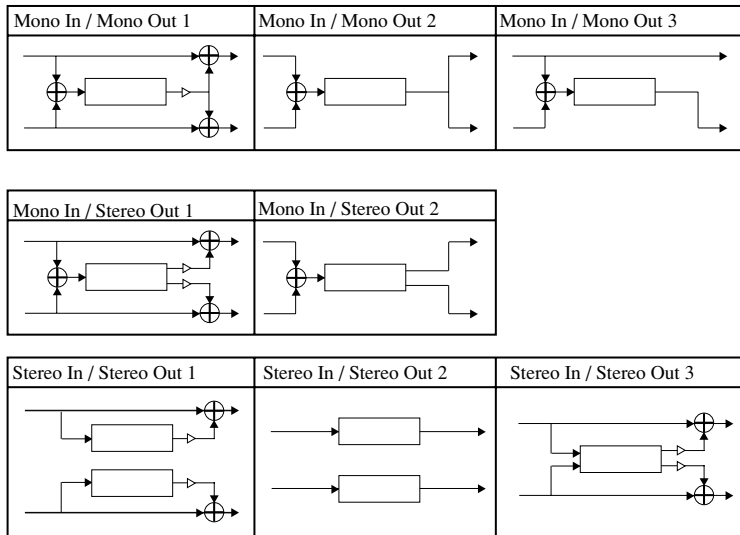 Mono In / Mono Out 1
Mono In / Mono Out 2
Mono In / Mono Out 3
Mono In / Stereo Out 1
Mono In / Stereo Out 2
Stereo In / Stereo Out 1
Stereo In / Stereo Out 2
Stereo In / Stereo Out 3